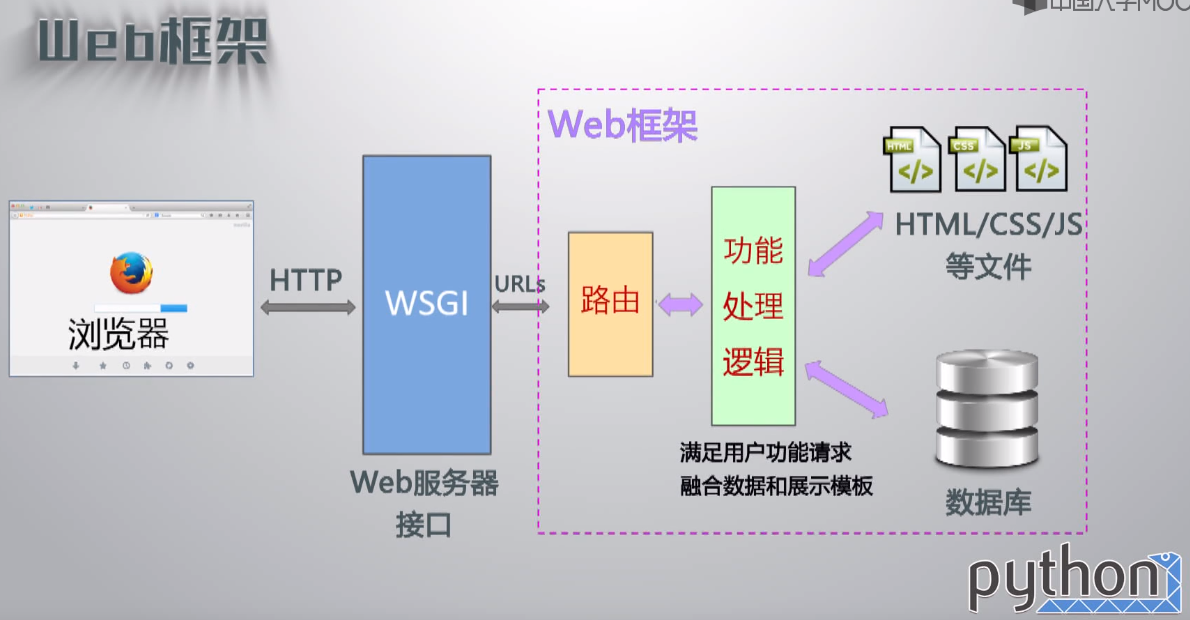 中国大学MOO
Web框架
Web框架
HTML
CSS
JS
HTML/CSS/JS
等文件
浏览器
HTTP
WSGI
URLs
路由
功能
处理
逻辑
满足用户功能请求
融合数据和展示模板
Web服务器
接口
数据库
python